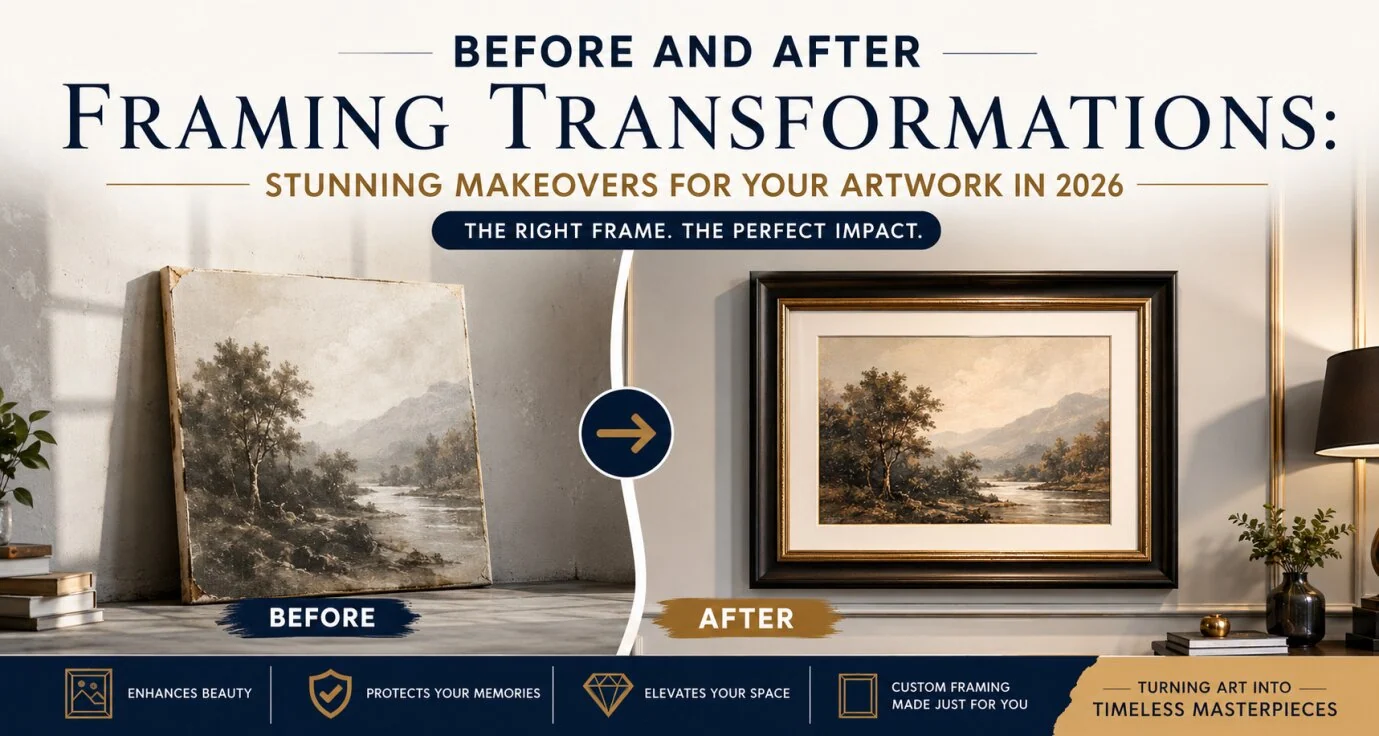 BEFORE AND AFTER
FRAMING TRANSFORMATIONS:
STUNNING MAKEOVERS FOR YOUR ARTWORK IN 2026
THE RIGHT FRAME. THE PERFECT IMPACT.
BEFORE
AFTER
ENHANCES BEAUTY
PROTECTS YOUR MEMORIES
ELEVATES YOUR SPACE
CUSTOM FRAMING
MADE JUST FOR YOU
TURNING ART INTO
TIMELESS MASTERPIECES